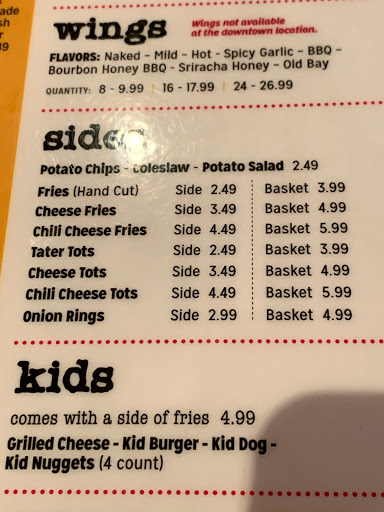 ade
sh
r
49
wings
Wings not available
at the downtown location.
FLAVORS: Naked - Mild - Hot - Spicy Garlic - BBQ -
Bourbon Honey BBQ - Sriracha Honey - Old Bay
QUANTITY: 8 - 9.99 | 16 - 17.99 | 24 - 26.99
sides
Potato Chips - Coleslaw - Potato Salad 2.49
Fries (Hand Cut) Side 2.49 Basket 3.99
Cheese Fries Side 3.49 Basket 4.99
Chili Cheese Fries Side 4.49 Basket 5.99
Tater Tots Side 2.49 Basket 3.99
Cheese Tots Side 3.49 Basket 4.99
Chili Cheese Tots Side 4.49 Basket 5.99
Onion Rings Side 2.99 Basket 4.99
kids
comes with a side of fries 4.99
Grilled Cheese - Kid Burger - Kid Dog -
Kid Nuggets (4 count)